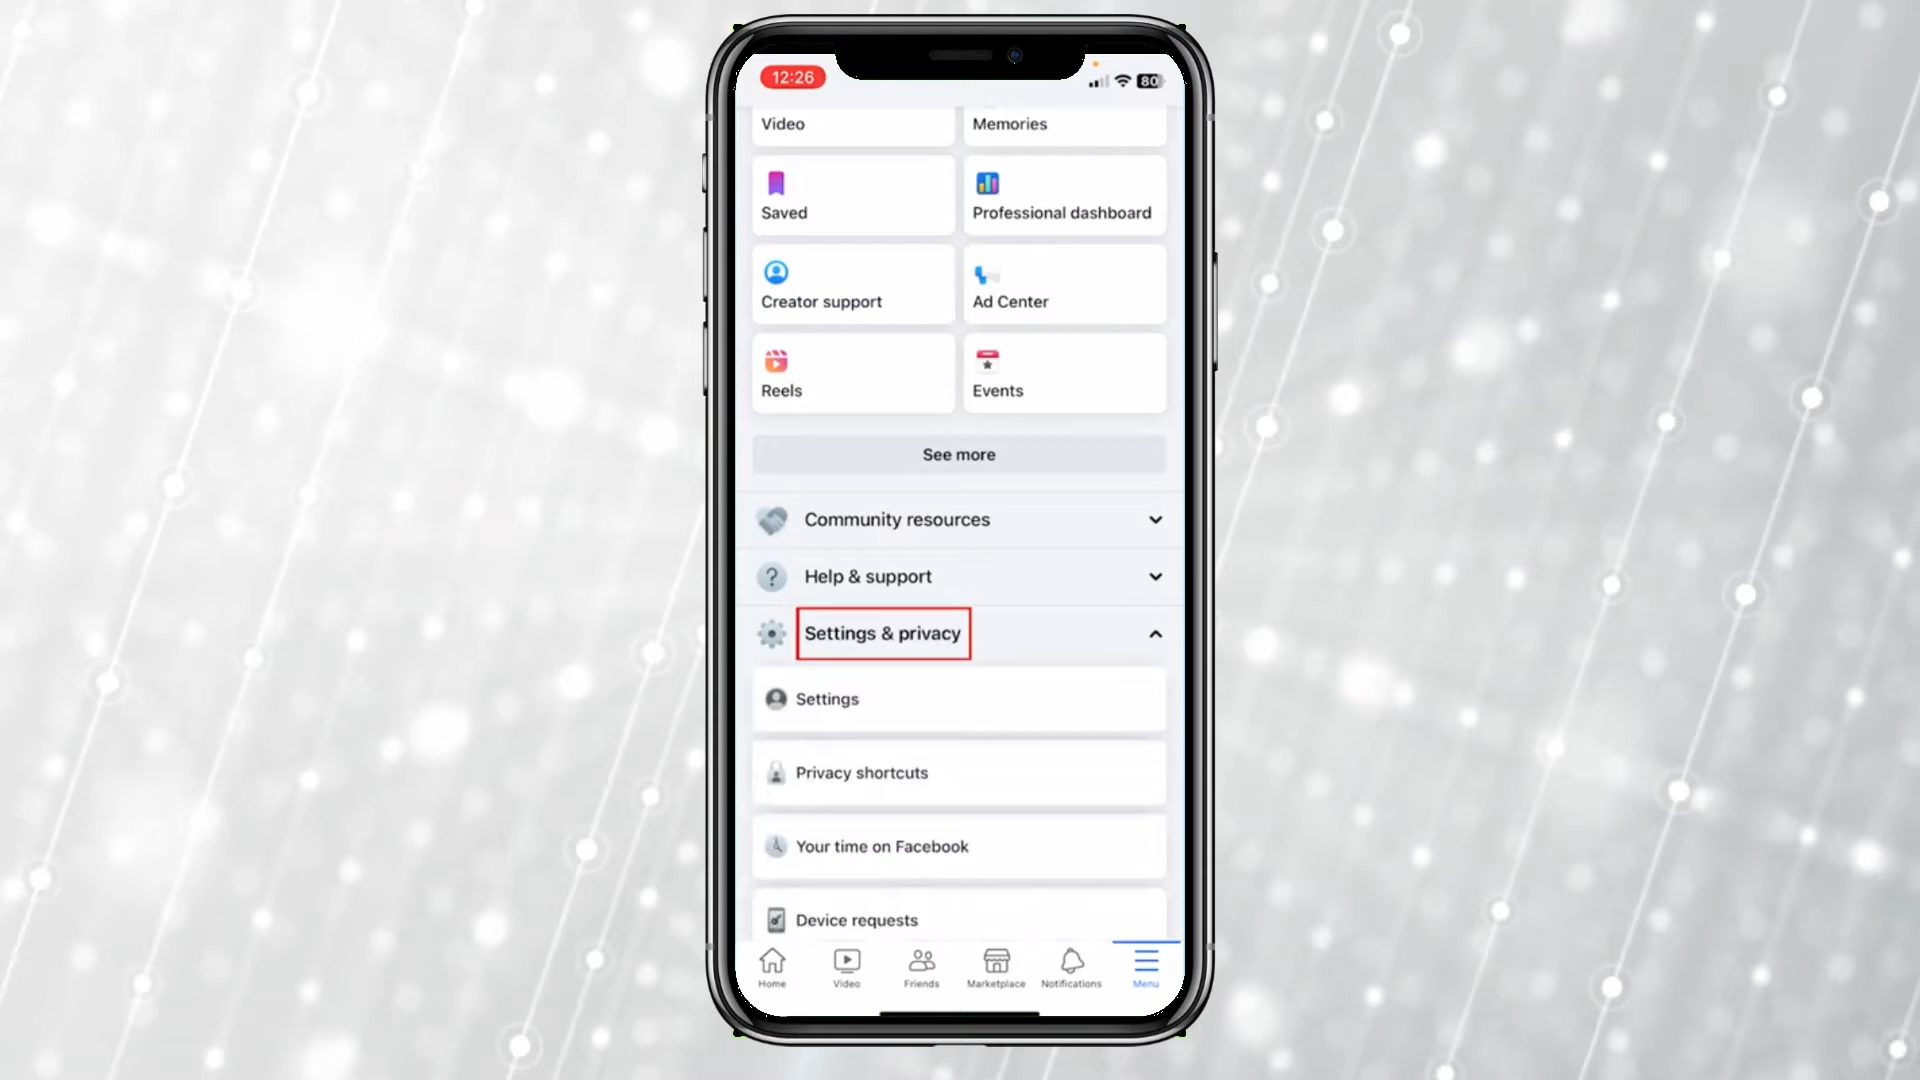 12:26
80
Video
Memories
Saved
Professional dashboard
Creator support
Ad Center
Reels
Events
See more
Community resources
Help & support
Settings & privacy
Settings
Privacy shortcuts
Your time on Facebook
Device requests
Home
Video
Friends
Marketplace
Notifications
Menu